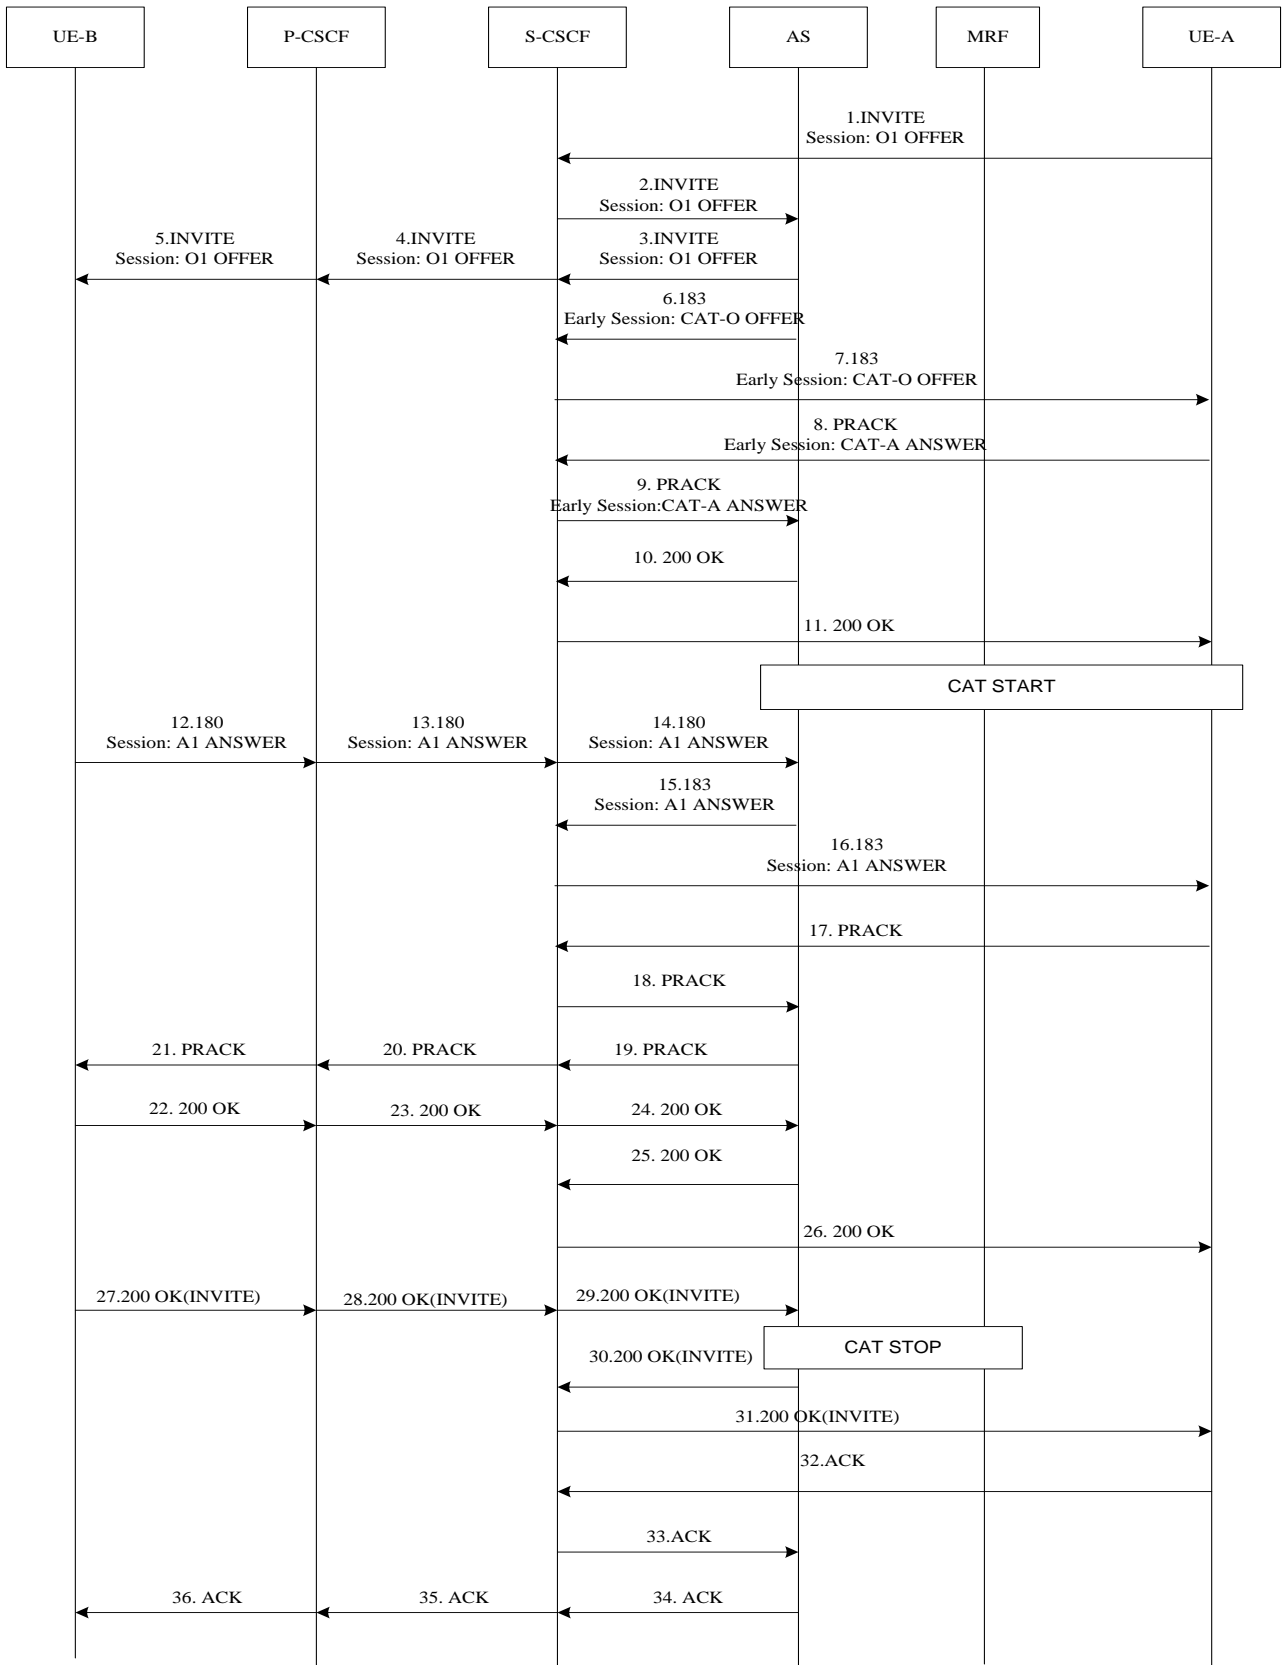 UE-B
P-CSCF
S-CSCF
AS
MRF
UE-A
1.INVITE
Session: O1 OFFER
2.INVITE
Session: O1 OFFER
5.INVITE
Session: O1 OFFER
4.INVITE
Session: O1 OFFER
3.INVITE
Session: O1 OFFER
6.183
Early Session: CAT-O OFFER
7.183
Early Session: CAT-O OFFER
8. PRACK
Early Session: CAT-A ANSWER
9. PRACK
Early Session:CAT-A ANSWER
10. 200 OK
11. 200 OK
CAT START
12.180
Session: A1 ANSWER
13.180
Session: A1 ANSWER
14.180
Session: A1 ANSWER
15.183
Session: A1 ANSWER
16.183
Session: A1 ANSWER
17. PRACK
18. PRACK
21. PRACK
20. PRACK
19. PRACK
22. 200 OK
23. 200 OK
24. 200 OK
25. 200 OK
26. 200 OK
27.200 OK(INVITE)
28.200 OK(INVITE)
29.200 OK(INVITE)
CAT STOP
30.200 OK(INVITE)
31.200 OK(INVITE)
32.ACK
33.ACK
36. ACK
35. ACK
34. ACK